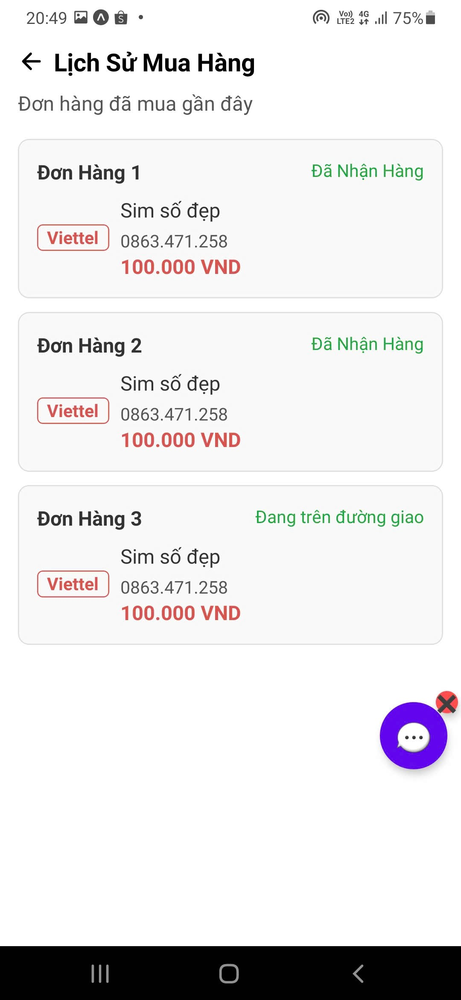 20:49
Vo)) LTE2 4G 75%
Lịch Sử Mua Hàng
Đơn hàng đã mua gần đây
Đơn Hàng 1
Đã Nhận Hàng
Sim số đẹp
Viettel
0863.471.258
100.000 VND
Đơn Hàng 2
Đã Nhận Hàng
Sim số đẹp
Viettel
0863.471.258
100.000 VND
Đơn Hàng 3
Đang trên đường giao
Sim số đẹp
Viettel
0863.471.258
100.000 VND